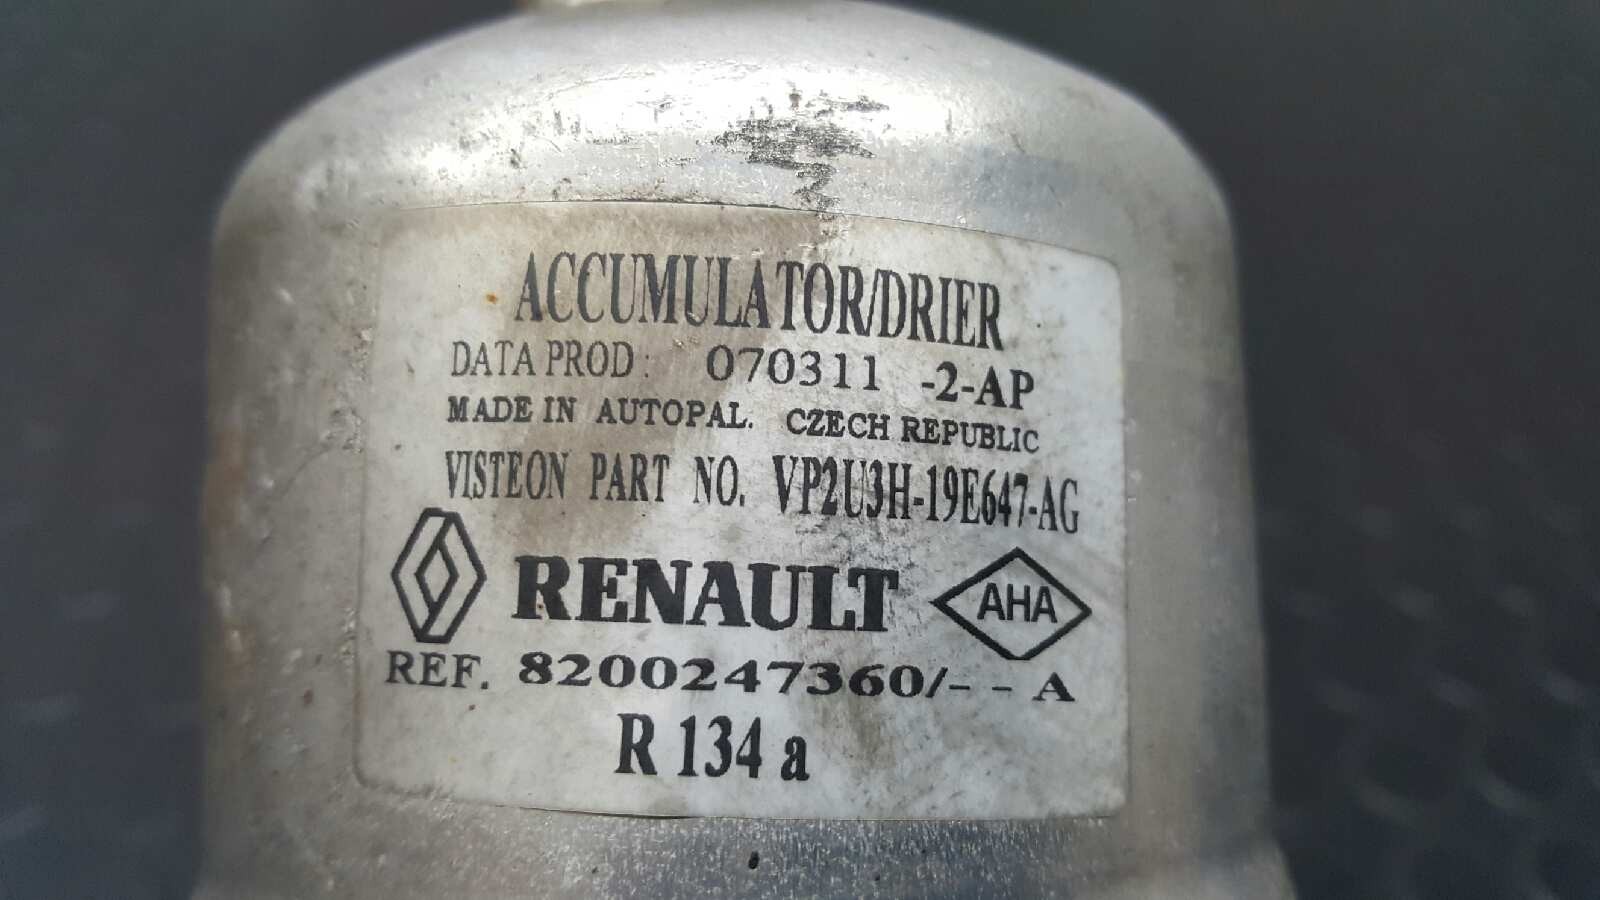 ACCUMULATOR/DRIER
DATA PROD: 070311 -2-AP
MADE IN AUTOPAL. CZECH REPUBLIC
VISTEON PART NO. VP2U3H-19E647-AG
RENAULT AHA
REF. 8200247360/- - A
R 134 a